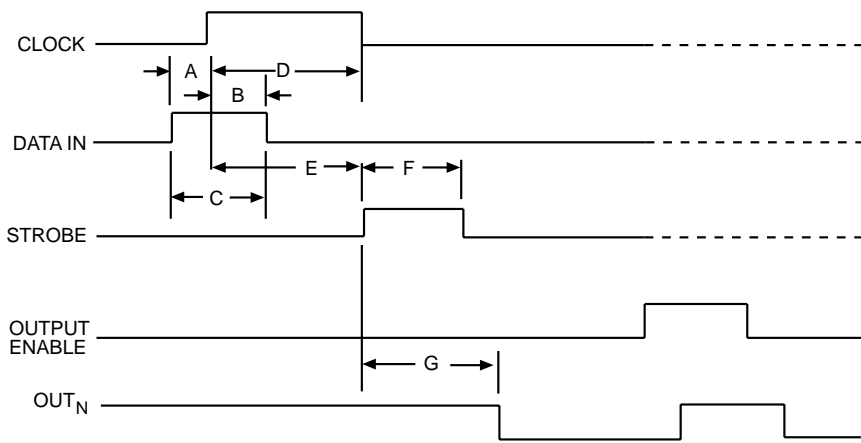 CLOCK
A
D
B
DATA IN
E
F
C
STROBE
OUTPUT
ENABLE
G
OUTN